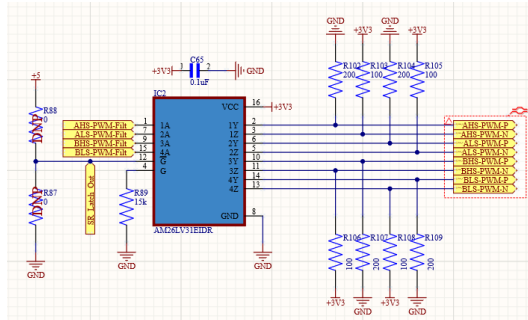 GND
GND
+3V3
+3V3
C65
+3V3
1
2
GND
0.1uF
R102
200
R103
100
R104
200
R105
100
+5
IC2
VCC
16
+3V3
R88
0
AHS-PWM-Filt
1
1A
1Y
2
AHS-PWM-P
ALS-PWM-Filt
7
2A
1Z
3
AHS-PWM-N
BHS-PWM-Filt
9
3A
2Y
6
ALS-PWM-P
BLS-PWM-Filt
15
4A
2Z
5
ALS-PWM-N
12
G
3Y
10
BHS-PWM-P
4
G
3Z
11
BHS-PWM-N
4Y
14
BLS-PWM-P
4Z
13
BLS-PWM-N
R87
0
SR_Latch_Out
R89
15k
GND
8
AM26LV31EIDR
R106
100
R107
200
R108
100
R109
200
GND
GND
GND
+3V3
GND
+3V3
GND